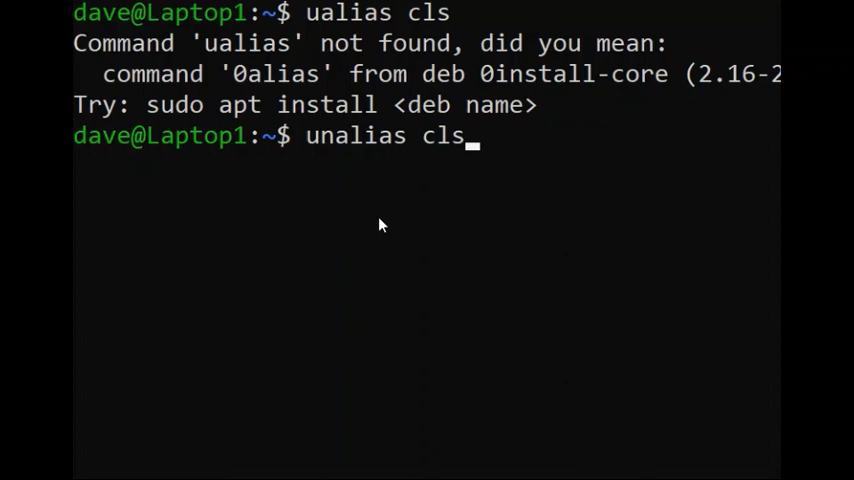 dave@Laptop1:~$ ualias cls
Command 'ualias' not found, did you mean:
  command '0alias' from deb 0install-core (2.16-2
Try: sudo apt install <deb name>
dave@Laptop1:~$ unalias cls